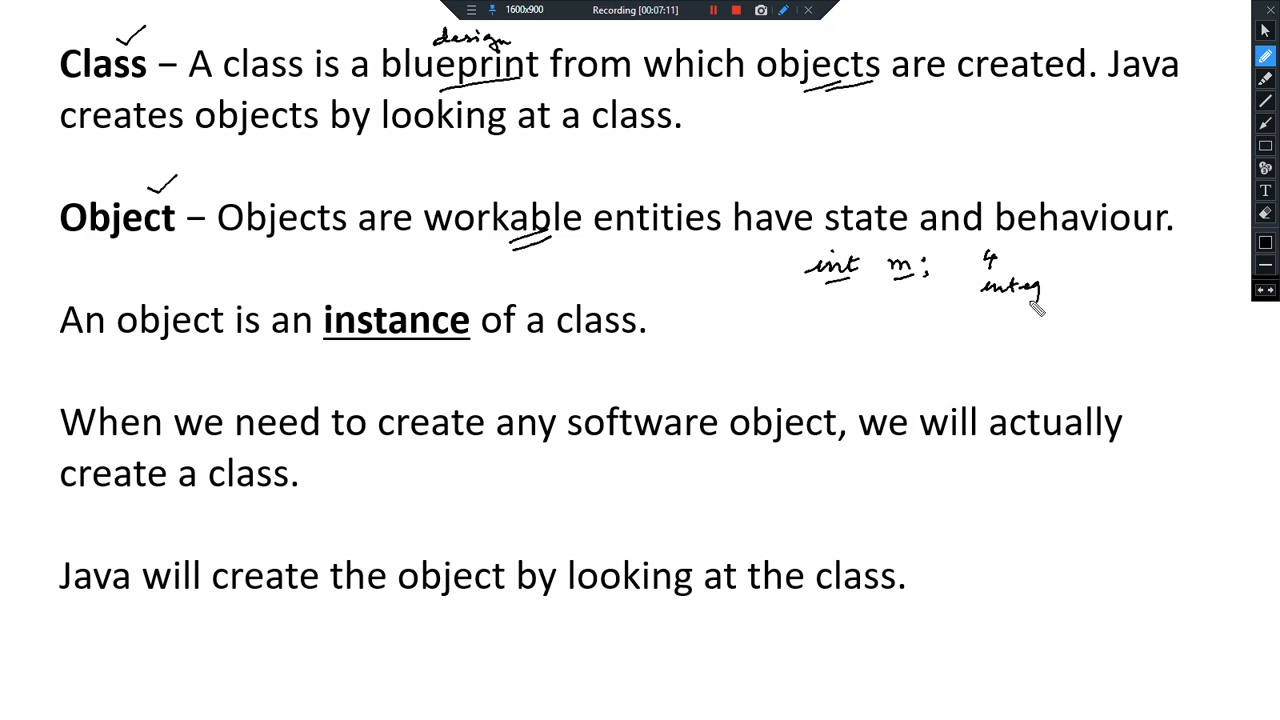 1600x900 Recording [00:07:11]
design
Class – A class is a blueprint from which objects are created. Java
creates objects by looking at a class.
Object – Objects are workable entities have state and behaviour.
int m; 4
integ
An object is an instance of a class.
When we need to create any software object, we will actually
create a class.
Java will create the object by looking at the class.